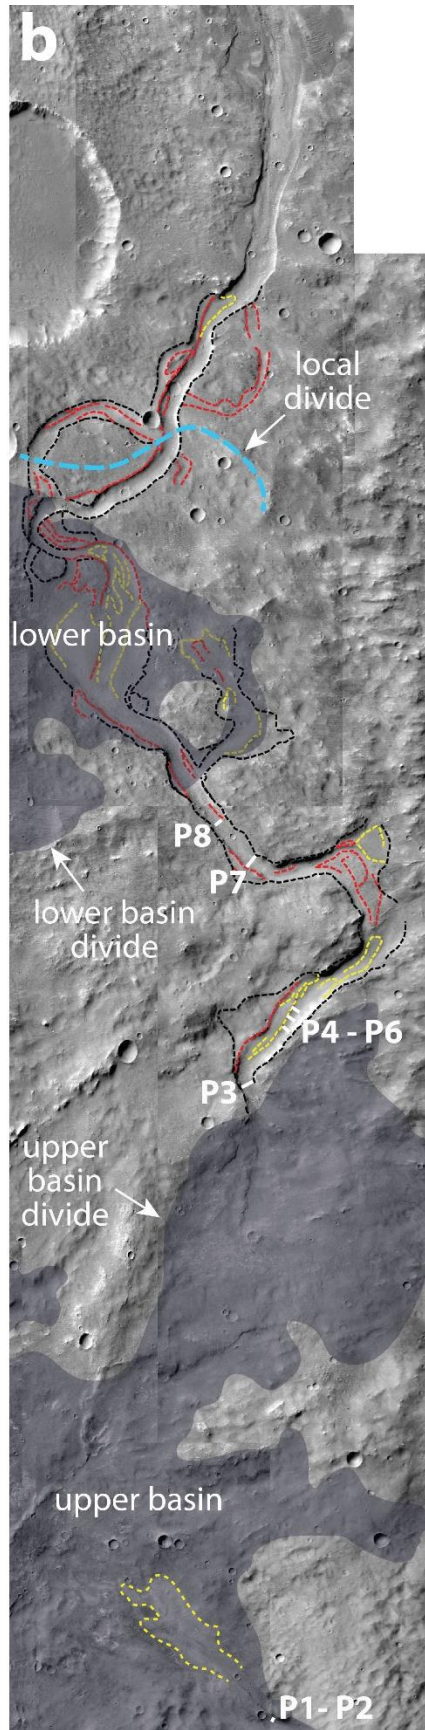 b
local
divide
lower basin
P8
P7
lower basin
divide
P4 - P6
P3
upper
basin
divide
upper basin
P1- P2